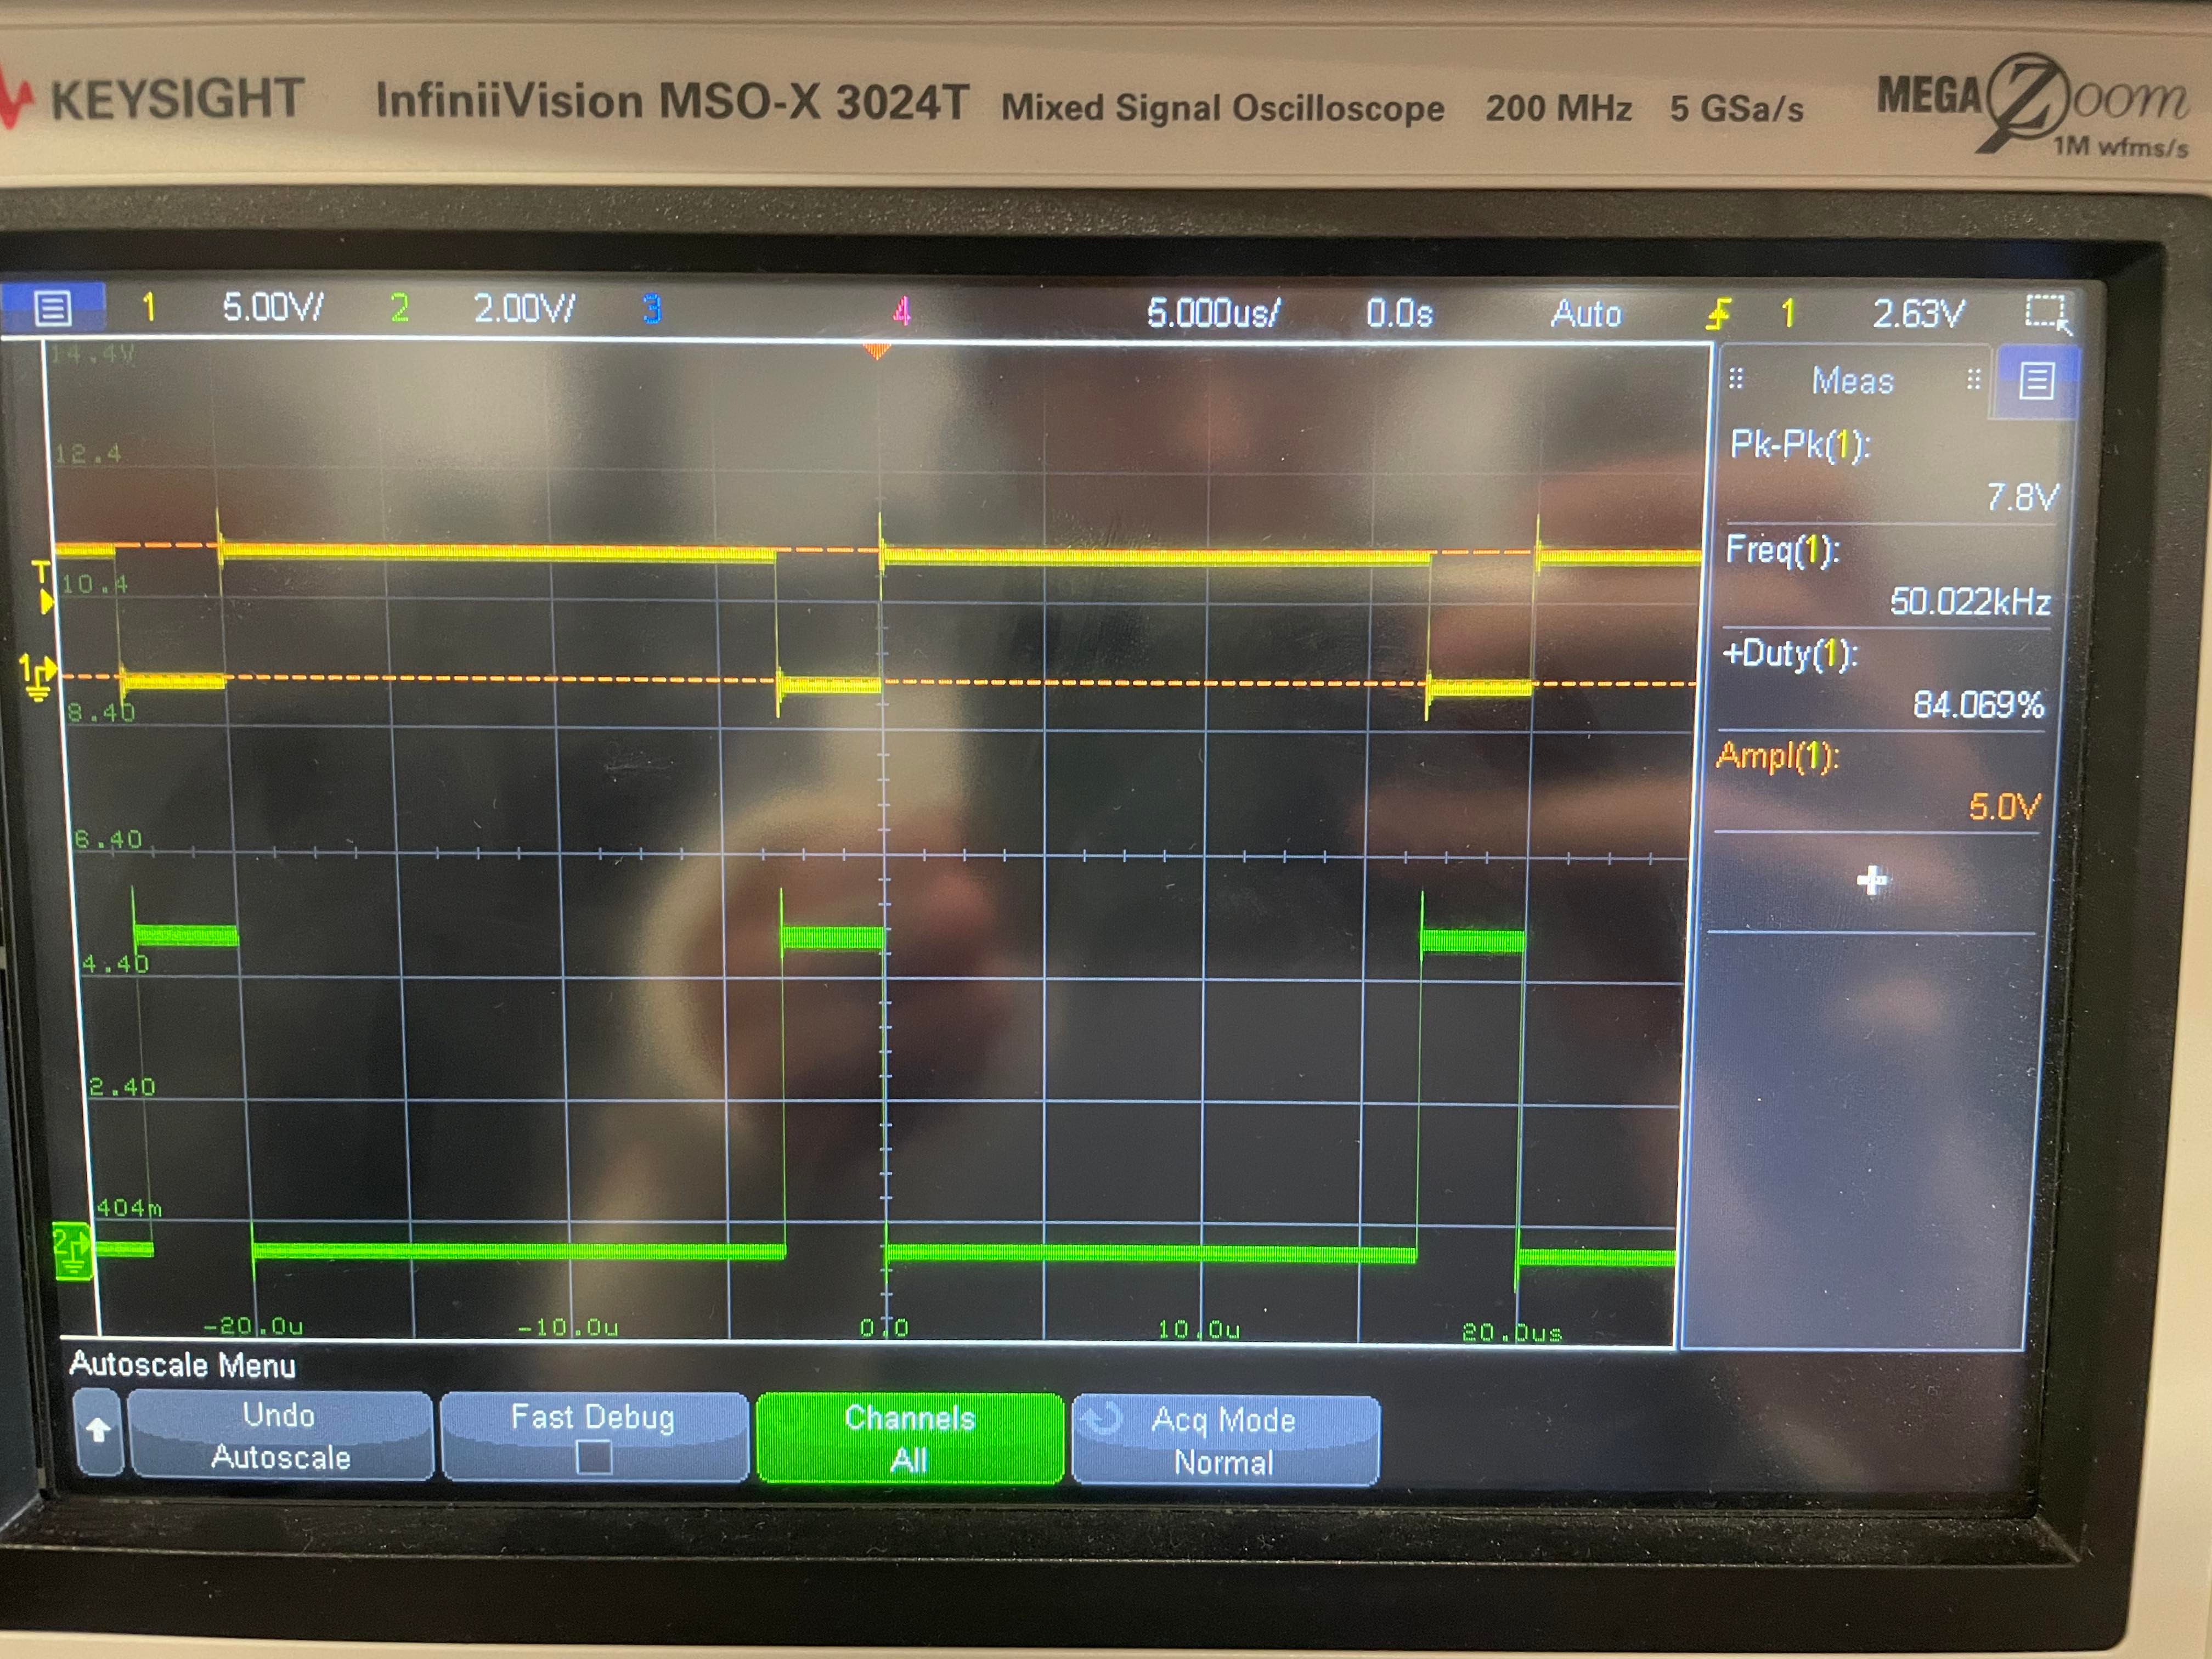 KEYSIGHT InfiniiVision MSO-X 3024T Mixed Signal Oscilloscope 200 MHz 5 GSa/s MEGA Zoom
1M wfms/s
1 5.00V/ 2 2.00V/ 3 4 5.000us/ 0.0s Auto 1 2.63V
14.4V
Meas
12.4
Pk-Pk(1):
7.8V
Freq(1):
T
10.4
50.022kHz
1
+Duty(1):
8.40
84.069%
Ampl(1):
5.0V
6.40
4.40
2.40
404m
2
-20.0u -10.0u 0.0 10.0u 20.0us
Autoscale Menu
Undo
Autoscale
Fast Debug
Channels
All
Acq Mode
Normal